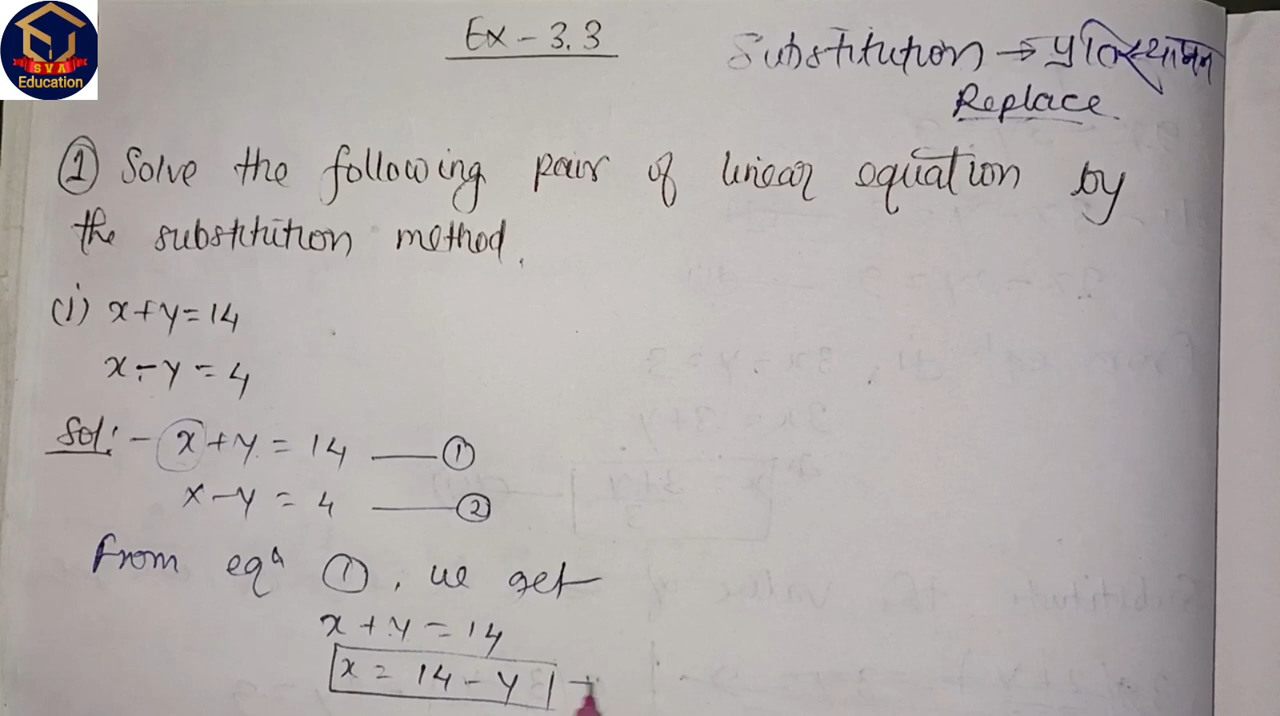 SVA
Education
Ex - 3.3
Substitution → प्रतिस्थापन
Replace
① Solve the following pair of linear equation by
the substitution method.
(i) x+y=14
x-y=4
Sol:- x+y=14 —— ①
x-y=4 —— ②
From eqn ①, we get
x+y=14
x=14-y